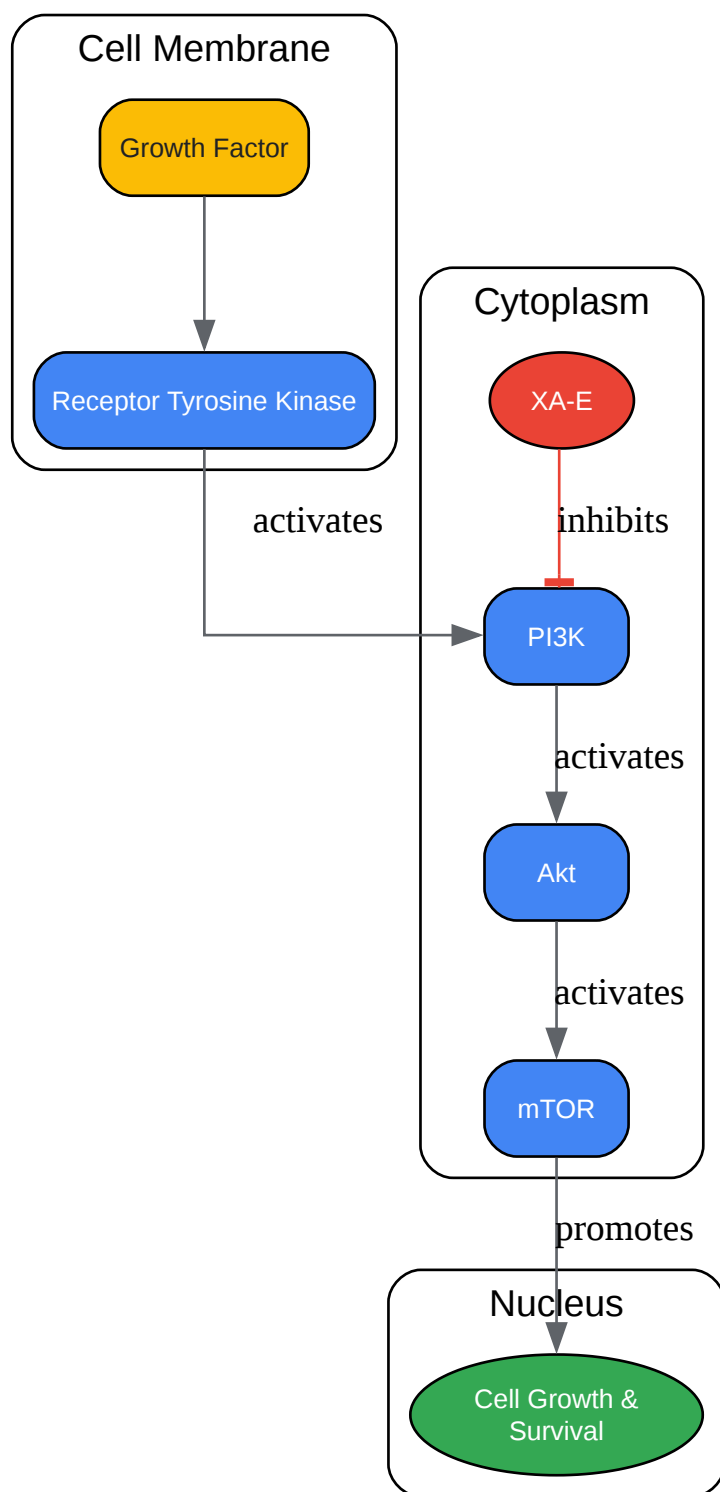 Cell Membrane
Growth Factor
Receptor Tyrosine Kinase
activates
Cytoplasm
XA-E
inhibits
PI3K
activates
Akt
activates
mTOR
promotes
Nucleus
Cell Growth &
Survival